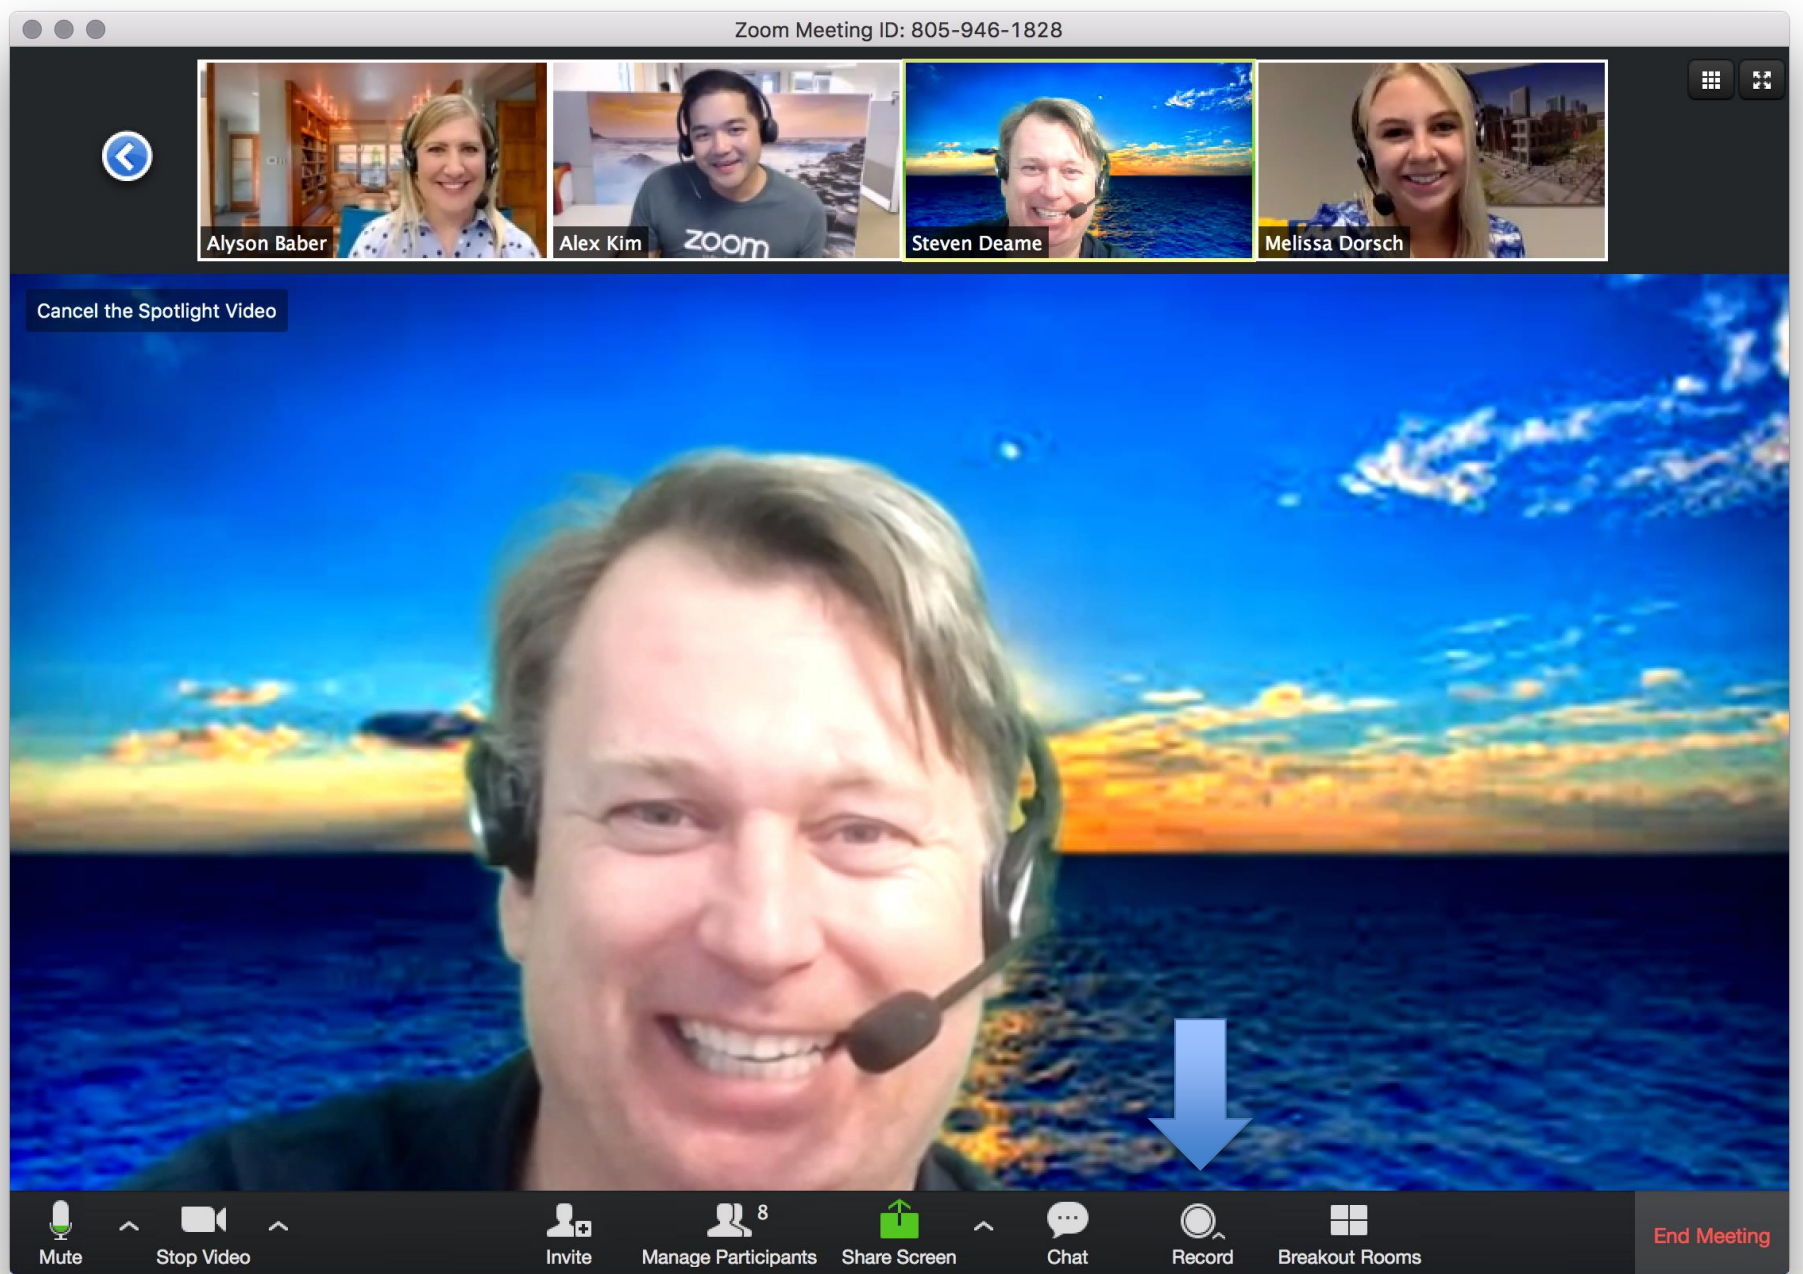 Zoom Meeting ID: 805-946-1828
Alyson Baber
Alex Kim
zoom
Steven Deame
Melissa Dorsch
Cancel the Spotlight Video
8
Mute
Stop Video
Invite
Manage Participants
Share Screen
Chat
Record
Breakout Rooms
End Meeting